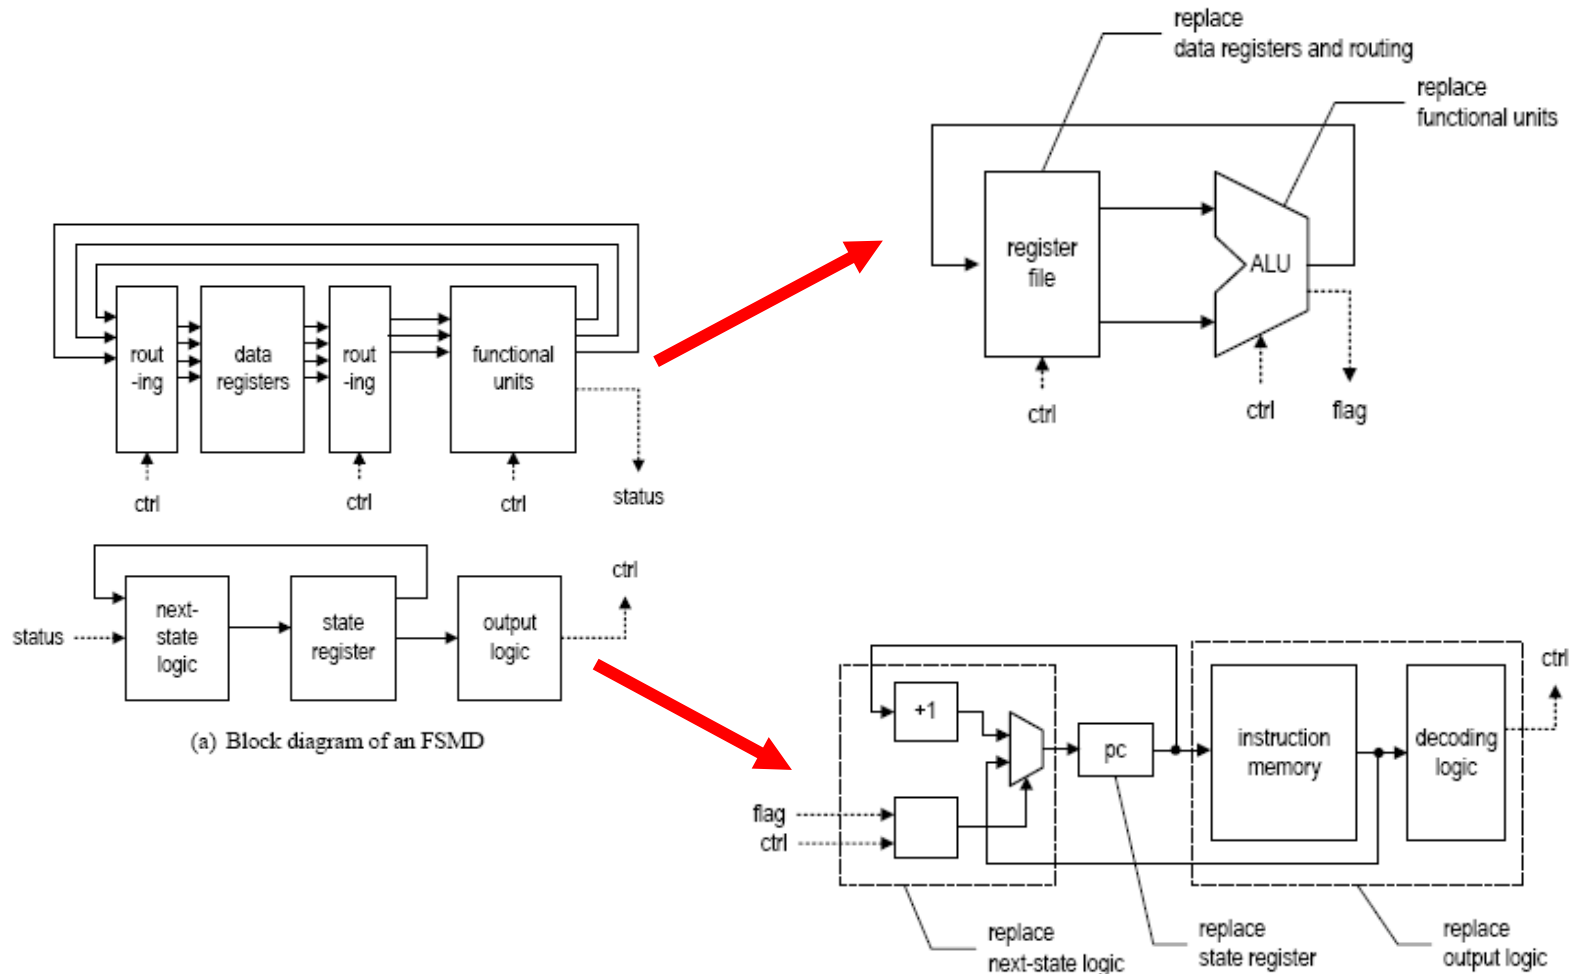 replace
data registers and routing
replace
functional units
register
file
ALU
ctrl
ctrl
flag
rout
-ing
data
registers
rout
-ing
functional
units
ctrl
ctrl
ctrl
status
status
next-
state
logic
state
register
output
logic
ctrl
(a) Block diagram of an FSMD
+1
pc
instruction
memory
decoding
logic
ctrl
flag
ctrl
replace
next-state logic
replace
state register
replace
output logic